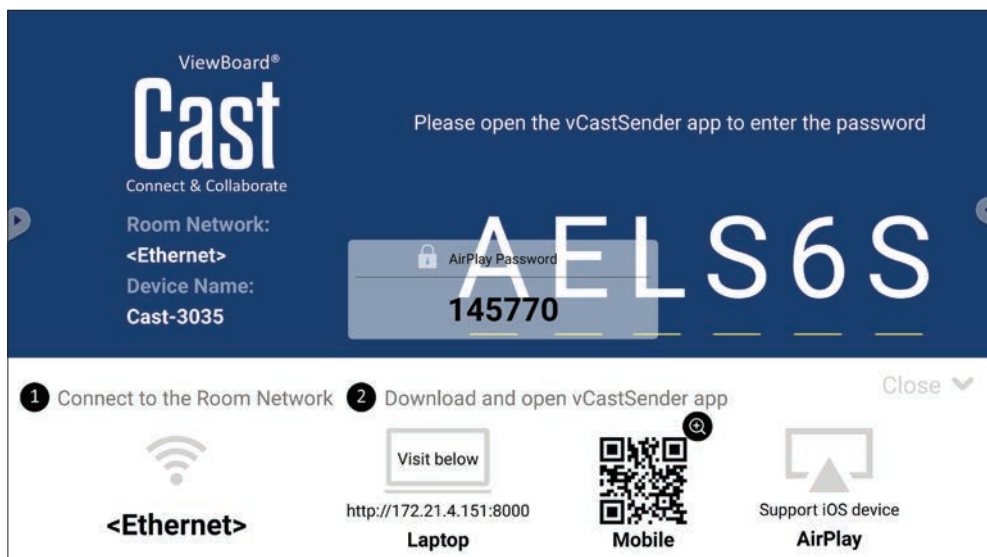 ViewBoard®
Cast
Connect & Collaborate
Please open the vCastSender app to enter the password
Room Network:
<Ethernet>
Device Name:
Cast-3035
AELS6S
AirPlay Password
145770
1 Connect to the Room Network
2 Download and open vCastSender app
Close
<Ethernet>
Visit below
http://172.21.4.151:8000
Laptop
Mobile
Support iOS device
AirPlay